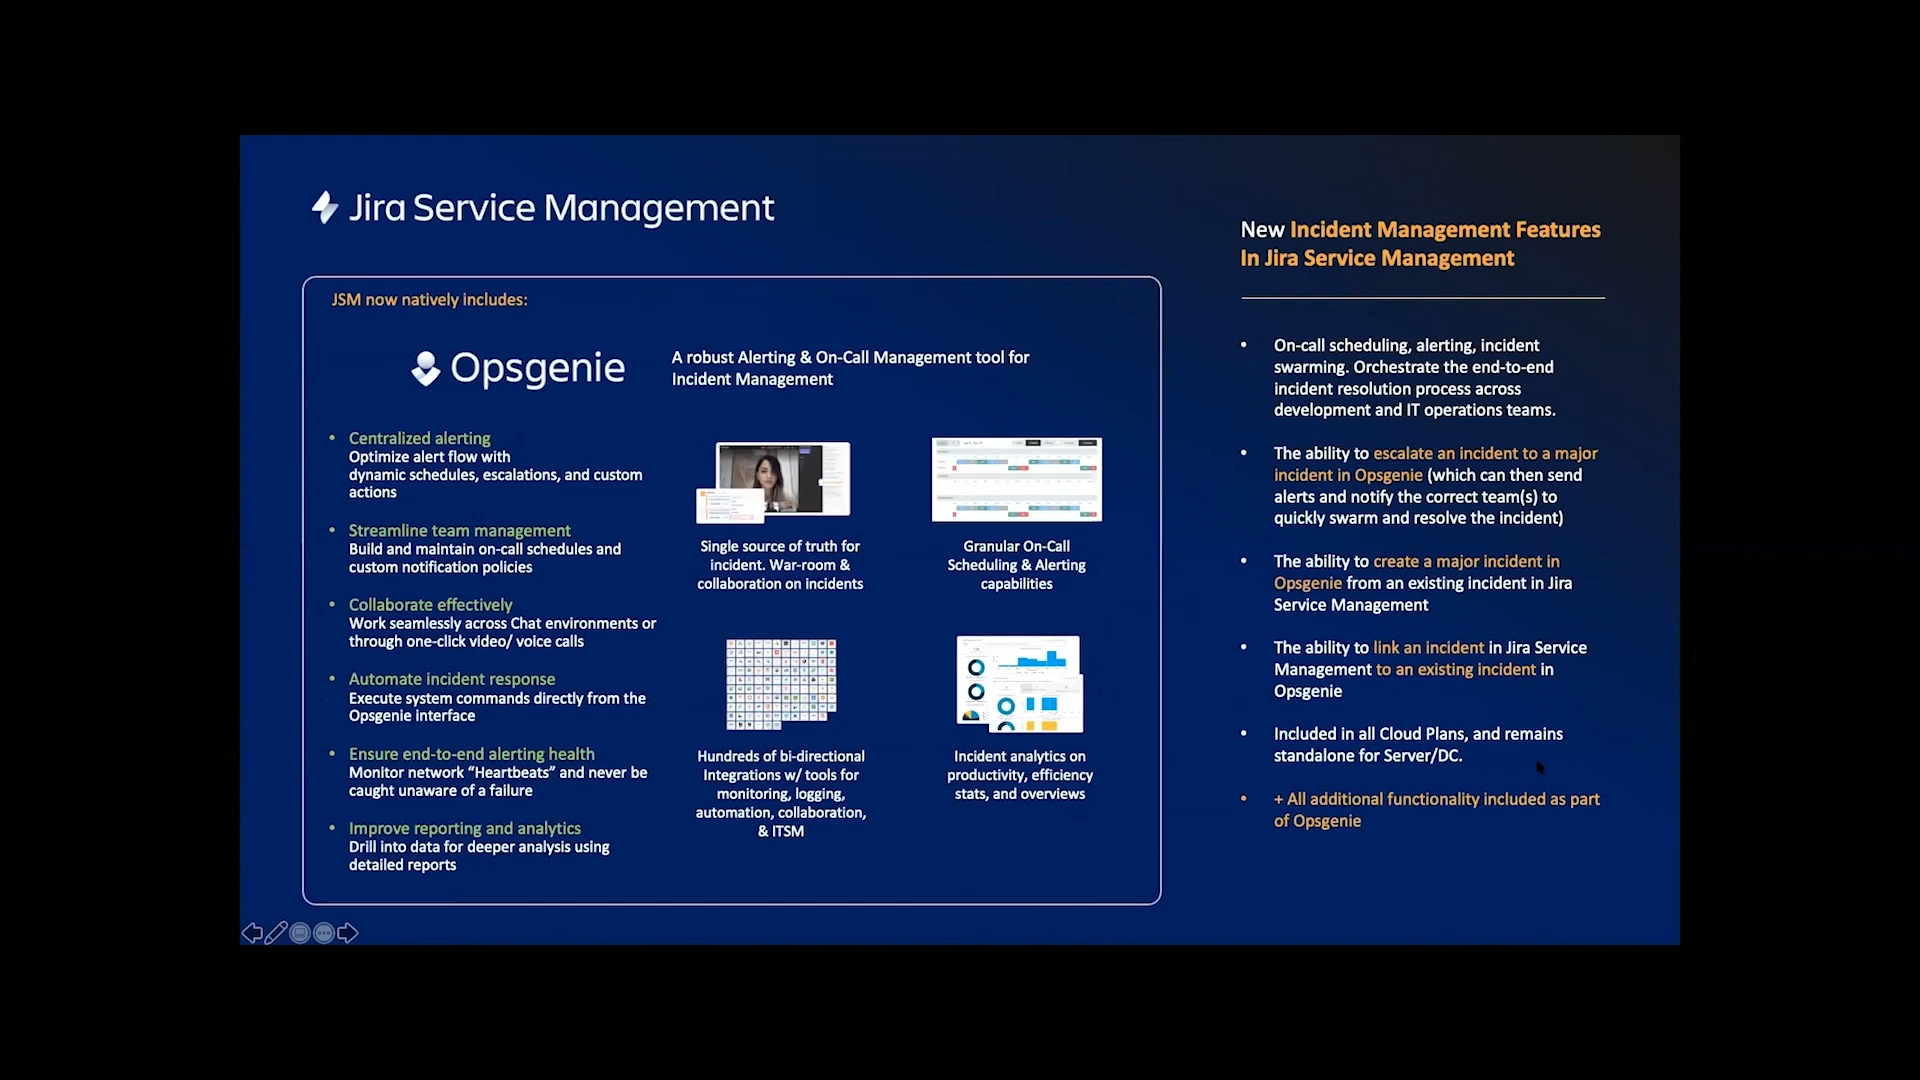 Jira Service Management
JSM now natively includes:
Opsgenie
A robust Alerting & On-Call Management tool for
Incident Management
• Centralized alerting
Optimize alert flow with
dynamic schedules, escalations, and custom
actions
• Streamline team management
Build and maintain on-call schedules and
custom notification policies
• Collaborate effectively
Work seamlessly across Chat environments or
through one-click video/ voice calls
• Automate incident response
Execute system commands directly from the
Opsgenie interface
• Ensure end-to-end alerting health
Monitor network “Heartbeats” and never be
caught unaware of a failure
• Improve reporting and analytics
Drill into data for deeper analysis using
detailed reports
Single source of truth for
incident. War-room &
collaboration on incidents
Granular On-Call
Scheduling & Alerting
capabilities
Hundreds of bi-directional
Integrations w/ tools for
monitoring, logging,
automation, collaboration,
& ITSM
Incident analytics on
productivity, efficiency
stats, and overviews
New Incident Management Features
In Jira Service Management
• On-call scheduling, alerting, incident
swarming. Orchestrate the end-to-end
incident resolution process across
development and IT operations teams.
• The ability to escalate an incident to a major
incident in Opsgenie (which can then send
alerts and notify the correct team(s) to
quickly swarm and resolve the incident)
• The ability to create a major incident in
Opsgenie from an existing incident in Jira
Service Management
• The ability to link an incident in Jira Service
Management to an existing incident in
Opsgenie
• Included in all Cloud Plans, and remains
standalone for Server/DC.
• + All additional functionality included as part
of Opsgenie